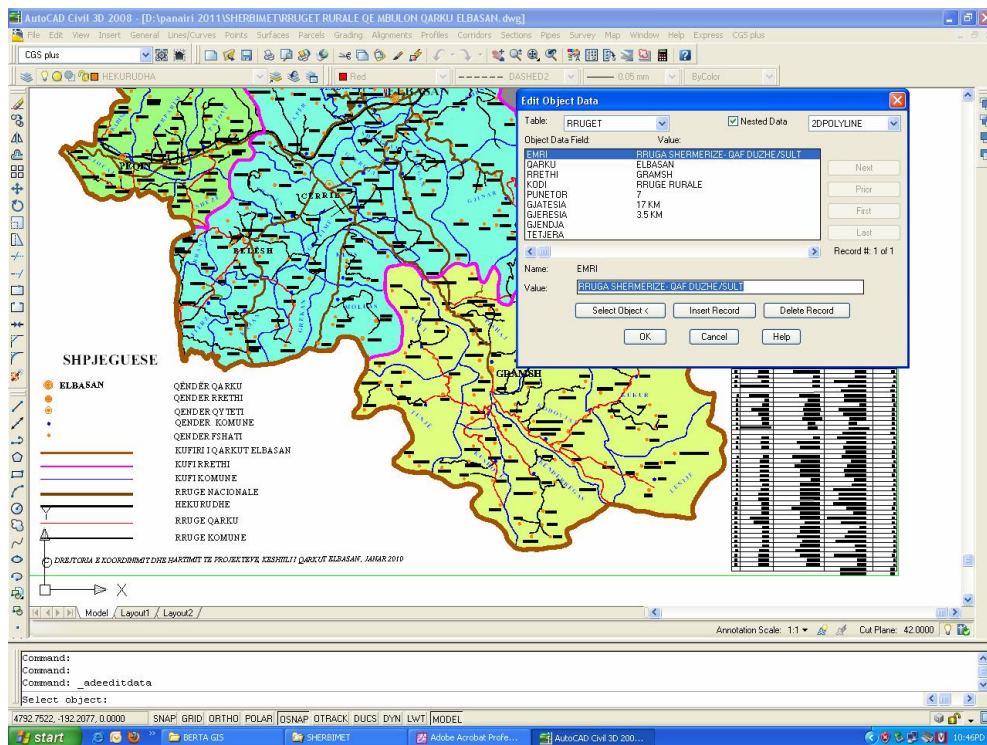 AutoCAD Civil 3D 2008 - [D:\panairi 2011\SHERBIMET\RRUGET RURALE QE MBULON QARKU ELBASAN.dwg]
File Edit View Insert General Lines/Curves Points Surfaces Parcels Grading Alignments Profiles Corridors Sections Pipes Survey Map Window Help Express CGS plus
CGS plus
HEKURUDHA Red DASHED2 0.05 mm ByColor
Edit Object Data
Table: RRUGET Nested Data 2DPOLYLINE
Object Data Field: Value:
EMRI RRUGA SHERMERIZE- QAF DUZHE/SULT
QARKU ELBASAN
RRETHI GRAMSH
KODI RRUGE RURALE
PUNETOR 7
GJATESIA 17 KM
GJERESIA 3.5 KM
GJENDJA
TETJERA
Next
Prior
First
Last
Record #: 1 of 1
Name: EMRI
Value: RRUGA SHERMERIZE- QAF DUZHE/SULT
Select Object < Insert Record Delete Record
OK Cancel Help
PEQIN
CERRIK
BELESH
GRAMSH
KUKUR
KODOVJAT
LENIE
SHPJEGUESE
ELBASAN QENDER QARKU
QENDER RRETHI
QENDER QYTETI
QENDER KOMUNE
QENDER FSHATI
KUFIRI I QARKUT ELBASAN
KUFI RRETHI
KUFI KOMUNE
RRUGE NACIONALE
HEKURUDHE
RRUGE QARKU
RRUGE KOMUNE
© DREJTORIA E KOORDINIMIT DHE HARTIMIT TE PROJEKTEVE, KESHILLI I QARKUT ELBASAN, JANAR 2010
X
Model Layout1 Layout2
Annotation Scale: 1:1 Cut Plane: 42.0000
Command:
Command:
Command: _adeeditdata
Select object:
4792.7522, -192.2077, 0.0000 SNAP GRID ORTHO POLAR OSNAP OTRACK DUCS DYN LWT MODEL
start BERTA GIS SHERBIMET Adobe Acrobat Profe... AutoCAD Civil 3D 200... 10:46PD